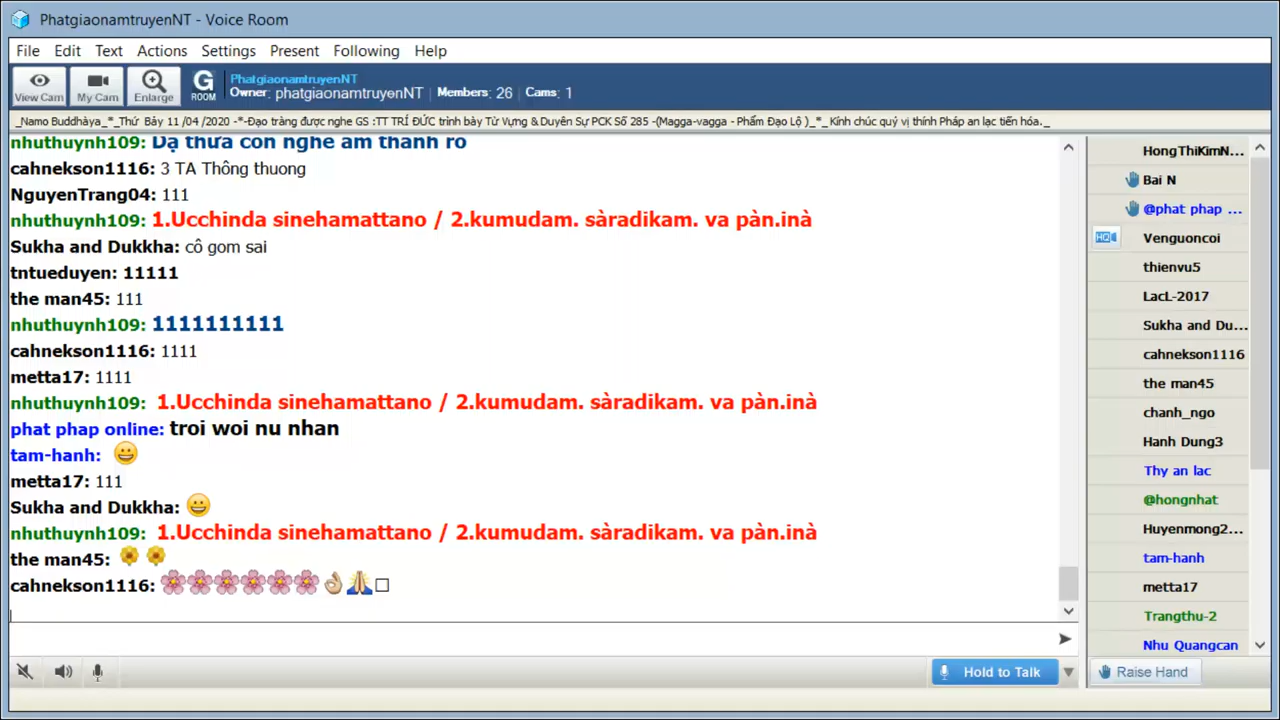 PhatgiaonamtruyenNT - Voice Room
File Edit Text Actions Settings Present Following Help
View Cam My Cam Enlarge G ROOM
PhatgiaonamtruyenNT
Owner: phatgiaonamtruyenNT Members: 26 Cams: 1
_Namo Buddhàya_*_Thứ Bảy 11 /04 /2020 -*-Đạo tràng được nghe GS :TT TRÍ ĐỨC trình bày Từ Vựng & Duyên Sự PCK Số 285 -(Magga-vagga - Phẩm Đạo Lộ )_*_ Kính chúc quý vị thính Pháp an lạc tiến hóa._
nhuthuynh109: Dạ thưa con nghe âm thanh rõ
cahnekson1116: 3 TA Thông thuong
NguyenTrang04: 111
nhuthuynh109: 1.Ucchinda sinehamattano / 2.kumudam. sàradikam. va pàn.inà
Sukha and Dukkha: cô gom sai
tntueduyen: 11111
the man45: 111
nhuthuynh109: 1111111111
cahnekson1116: 1111
metta17: 1111
nhuthuynh109: 1.Ucchinda sinehamattano / 2.kumudam. sàradikam. va pàn.inà
phat phap online: troi woi nu nhan
tam-hanh: 😀
metta17: 111
Sukha and Dukkha: 😀
nhuthuynh109: 1.Ucchinda sinehamattano / 2.kumudam. sàradikam. va pàn.inà
the man45: 🌼 🌼
cahnekson1116: 🌸🌸🌸🌸🌸🌸👌🏼🙏🏼□
HongThiKimN...
Bai N
@phat phap ...
HQ Venguoncoi
thienvu5
LacL-2017
Sukha and Du...
cahnekson1116
the man45
chanh_ngo
Hanh Dung3
Thy an lac
@hongnhat
Huyenmong2...
tam-hanh
metta17
Trangthu-2
Nhu Quangcan
Hold to Talk
Raise Hand